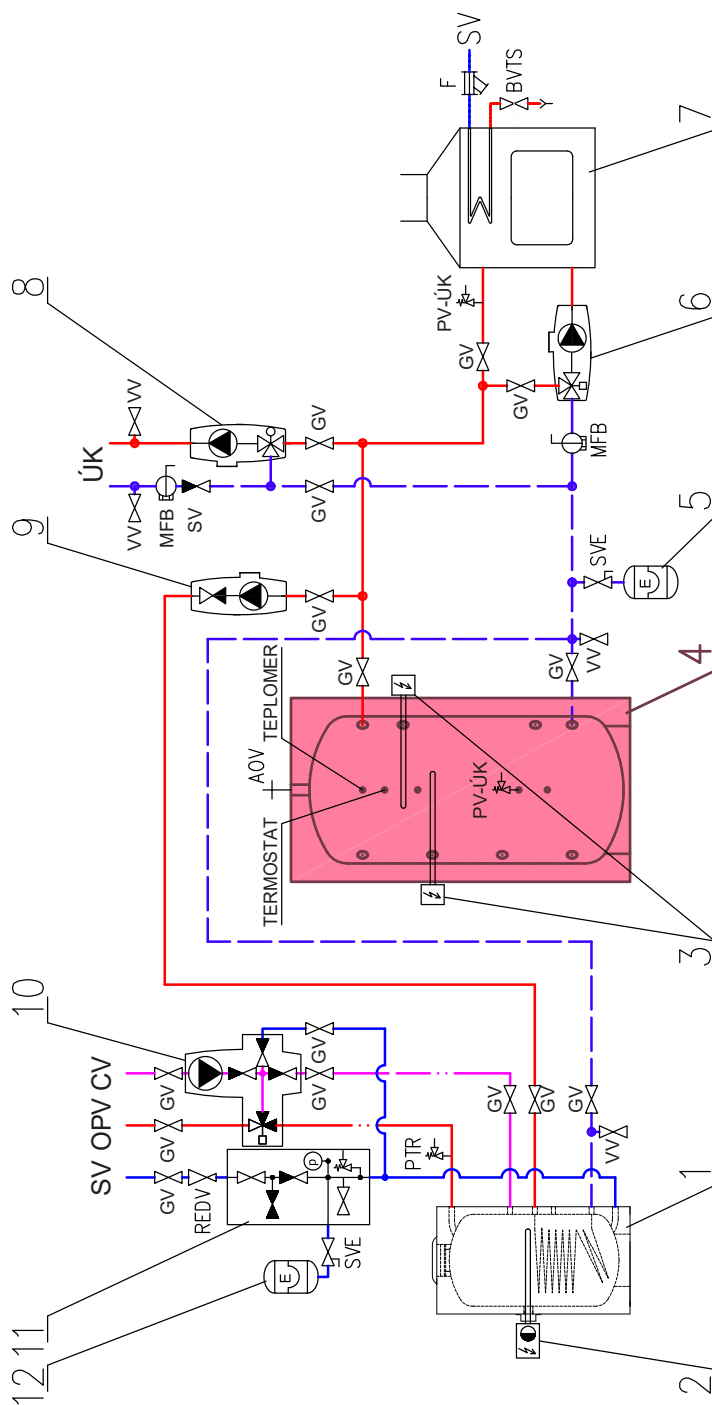 12 11 10 9 8
SV OPV CV ÚK
VV VV
GV GV GV MFB
SV
REDV
AOV
TERMOSTAT TEPLOMER
E
p GV GV GV GV GV
SVE GV
PTR
PV-ÚK F
GV SV
PV-ÚK
GV GV BVTS
GV
GV GV
VV VV SVE MFB
E
2 1 3 4 5 6 7